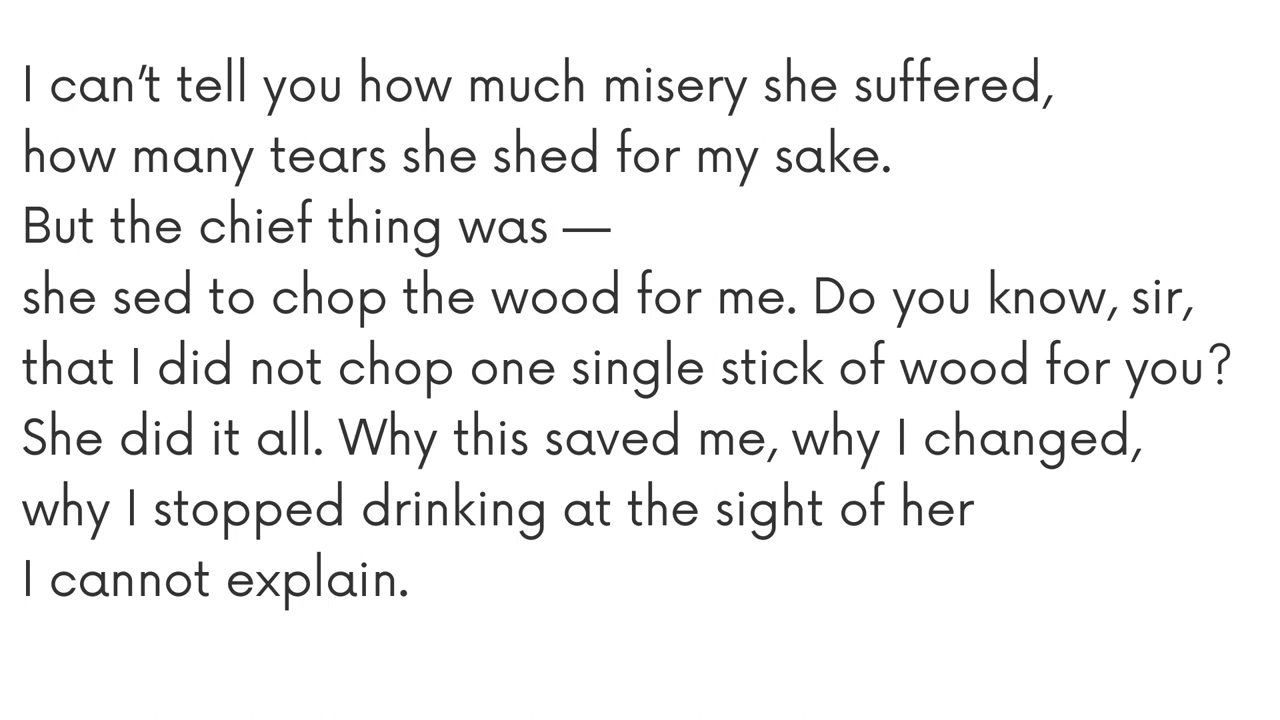 I can't tell you how much misery she suffered,
how many tears she shed for my sake.
But the chief thing was —
she sed to chop the wood for me. Do you know, sir,
that I did not chop one single stick of wood for you?
She did it all. Why this saved me, why I changed,
why I stopped drinking at the sight of her
I cannot explain.